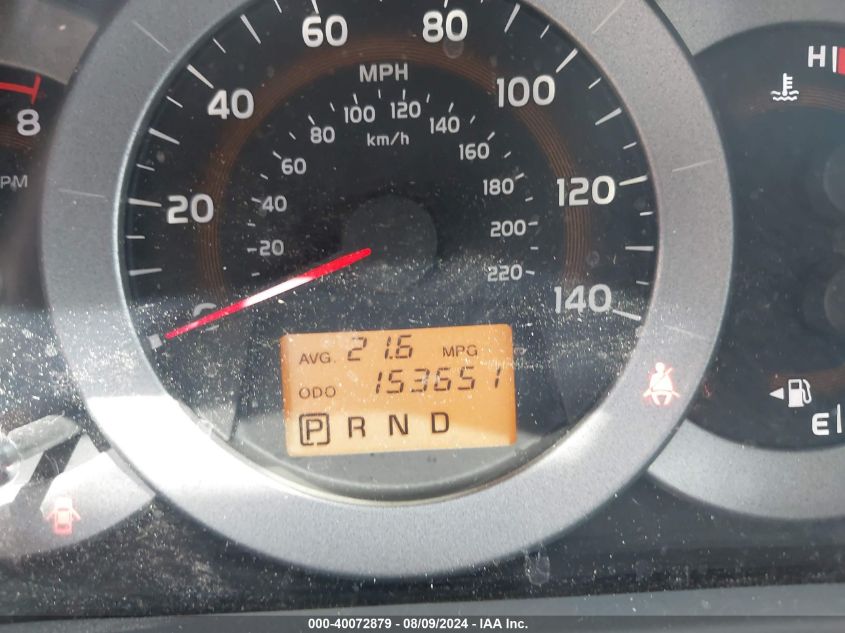 60 80
MPH
40 100
80 100 120 140
km/h
60 160
20 40 180 120
20 200
220
140
8
PM
H
E
AVG. 21.6 MPG
ODO 153651
P R N D
000-40072879 - 08/09/2024 - IAA Inc.